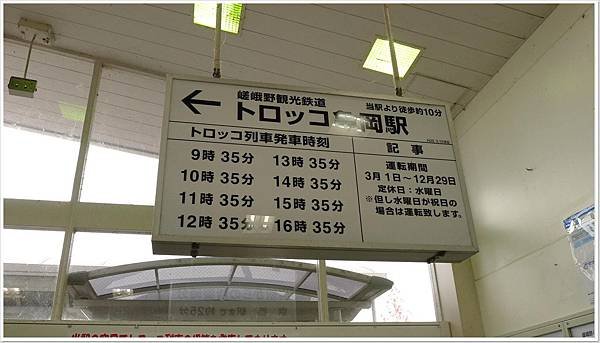 ← 嵯峨野観光鉄道 当駅より徒歩約10分
トロッコ亀岡駅
トロッコ列車発車時刻
9時35分 13時35分
10時35分 14時35分
11時35分 15時35分
12時35分 16時35分
記事
運転期間
3月1日～12月29日
定休日:水曜日
※但し水曜日が祝日の
場合は運転致します。